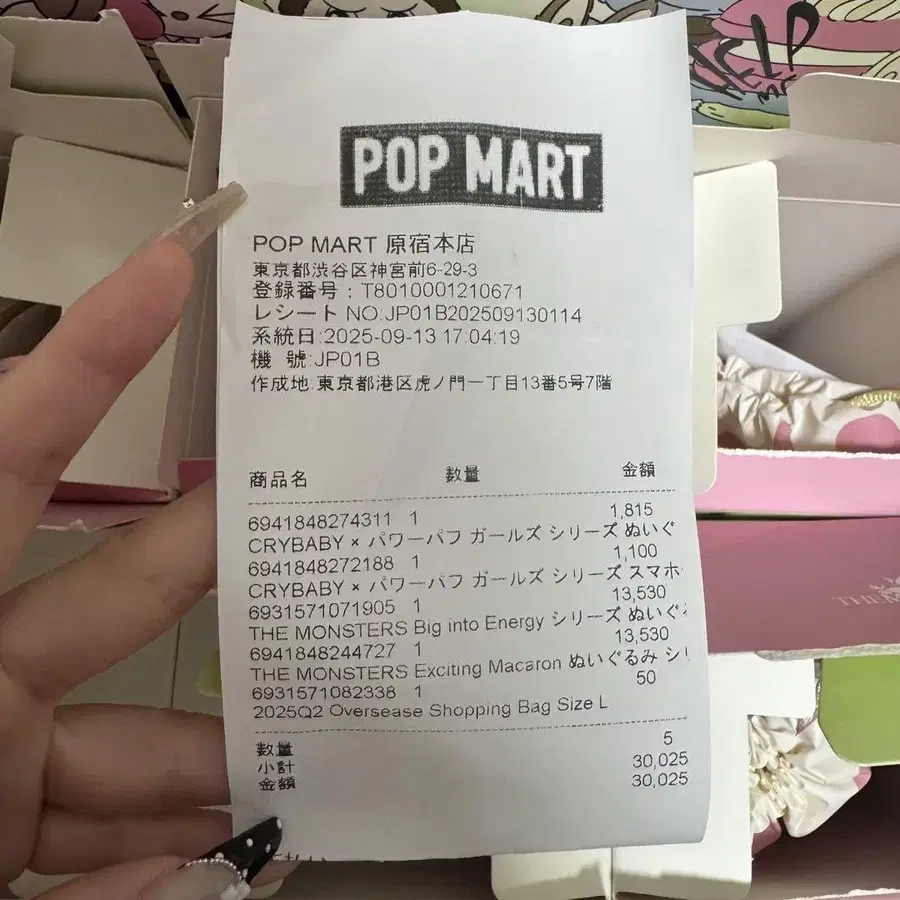 POP MART
POP MART 原宿本店
東京都渋谷区神宮前6-29-3
登録番号：T8010001210671
レシート NO:JP01B202509130114
系統日:2025-09-13 17:04:19
機 號:JP01B
作成地:東京都港区虎ノ門一丁目13番5号7階
商品名 数量 金額
6941848274311 1 1,815
CRYBABY × パワーパフ ガールズ シリーズ ぬいぐ
6941848272188 1 1,100
CRYBABY × パワーパフ ガールズ シリーズ スマホ
6931571071905 1 13,530
THE MONSTERS Big into Energy シリーズ ぬいぐ
6941848244727 1 13,530
THE MONSTERS Exciting Macaron ぬいぐるみ シリ
6931571082338 1 50
2025Q2 Oversease Shopping Bag Size L
数量 5
小計 30,025
金額 30,025